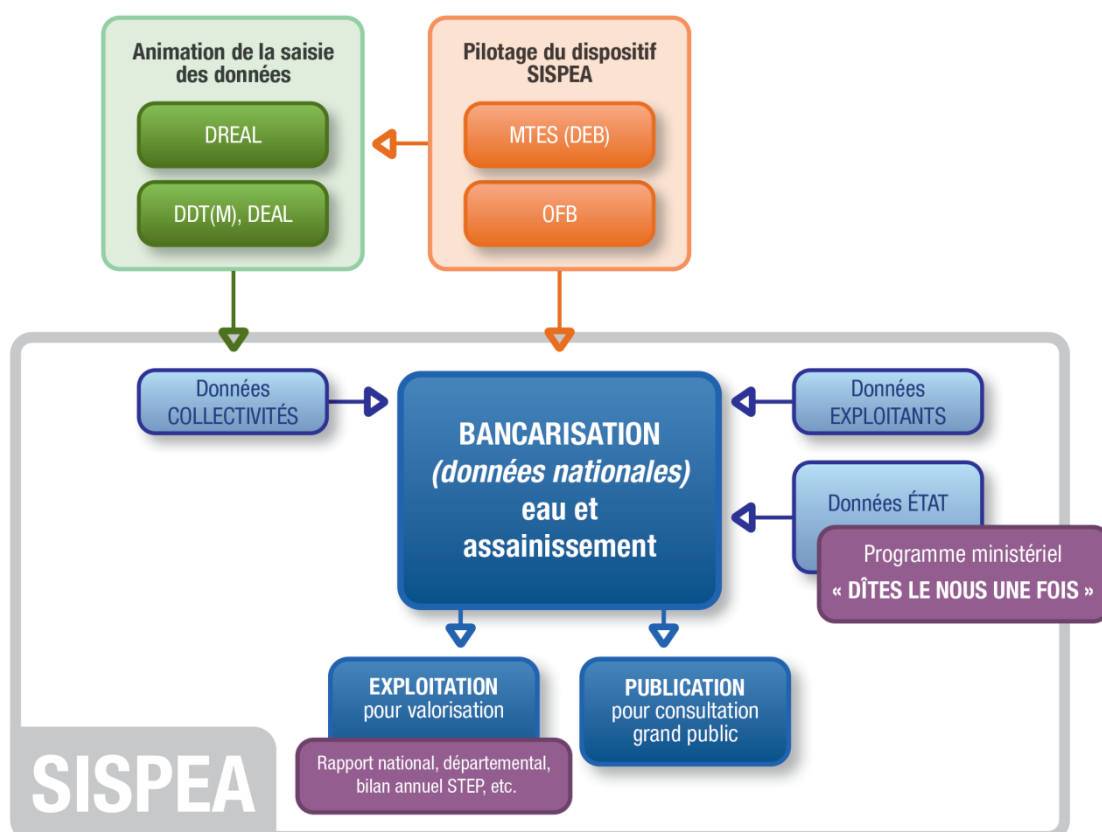 Animation de la saisie
des données
DREAL
DDT(M), DEAL
Pilotage du dispositif
SISPEA
MTES (DEB)
OFB
Données
COLLECTIVITÉS
BANCARISATION
(données nationales)
eau et
assainissement
Données
EXPLOITANTS
Données ÉTAT
Programme ministériel
« DÎTES LE NOUS UNE FOIS »
EXPLOITATION
pour valorisation
Rapport national, départemental,
bilan annuel STEP, etc.
PUBLICATION
pour consultation
grand public
SISPEA